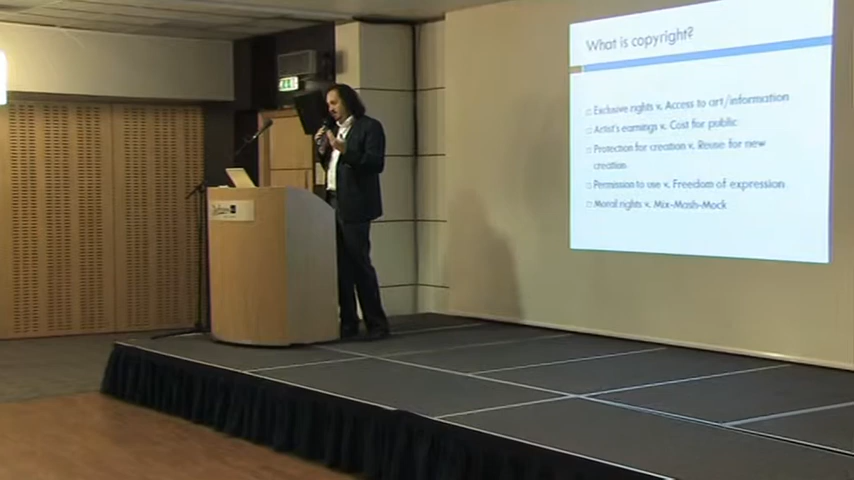 What is copyright?
Exclusive rights v. Access to art/information
Artist's earnings v. Cost for public
Protection for creation v. Reuse for new
creation
Permission to use v. Freedom of expression
Moral rights v. Mix-Mash-Mock